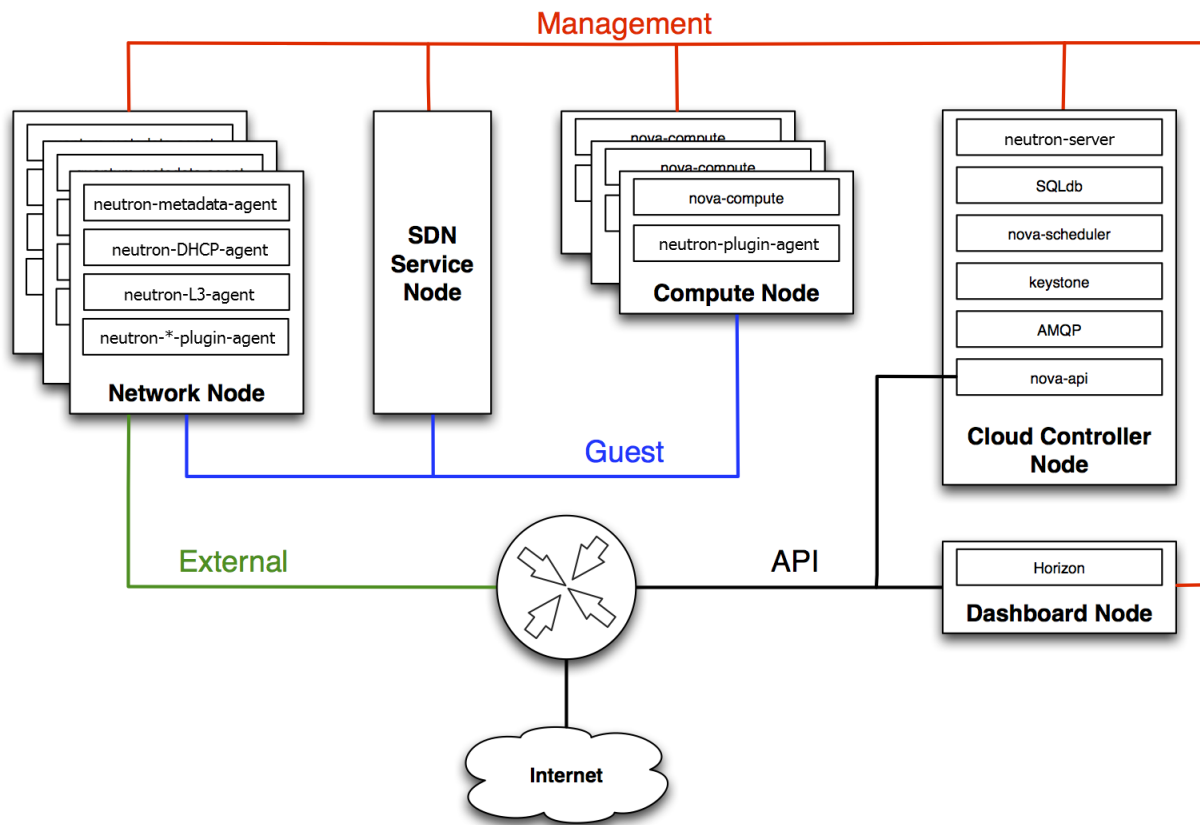 Management
neutron-metadata-agent
neutron-DHCP-agent
neutron-L3-agent
neutron-*-plugin-agent
Network Node
SDN
Service
Node
nova-compute
nova-compute
nova-compute
neutron-plugin-agent
Compute Node
neutron-server
SQLdb
nova-scheduler
keystone
AMQP
nova-api
Cloud Controller
Node
Guest
External
API
Horizon
Dashboard Node
Internet